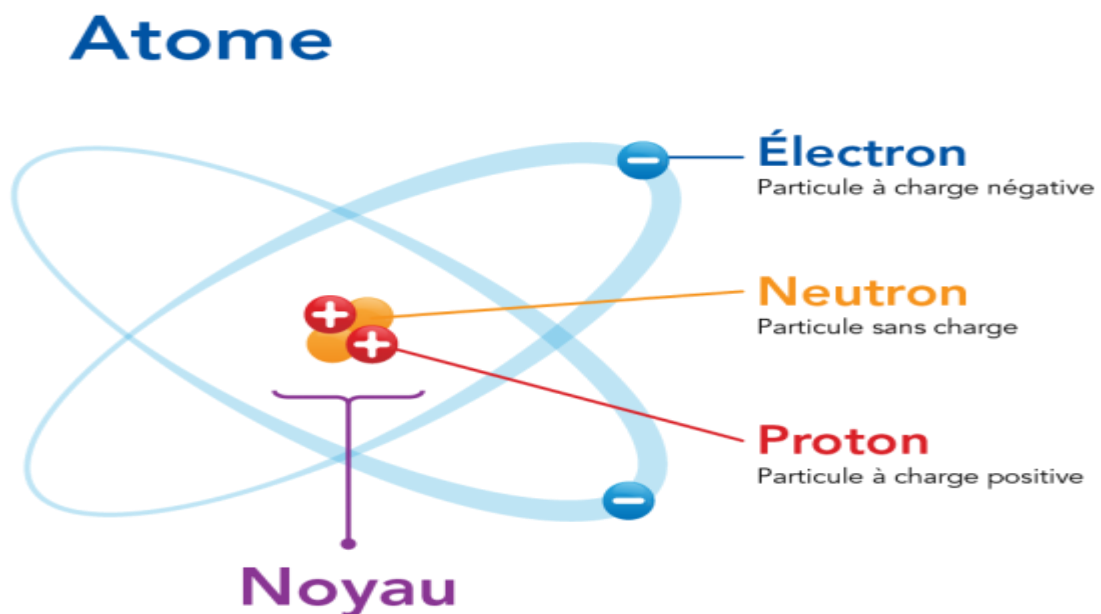 Atome
Électron
Particule à charge négative
Neutron
Particule sans charge
Proton
Particule à charge positive
Noyau